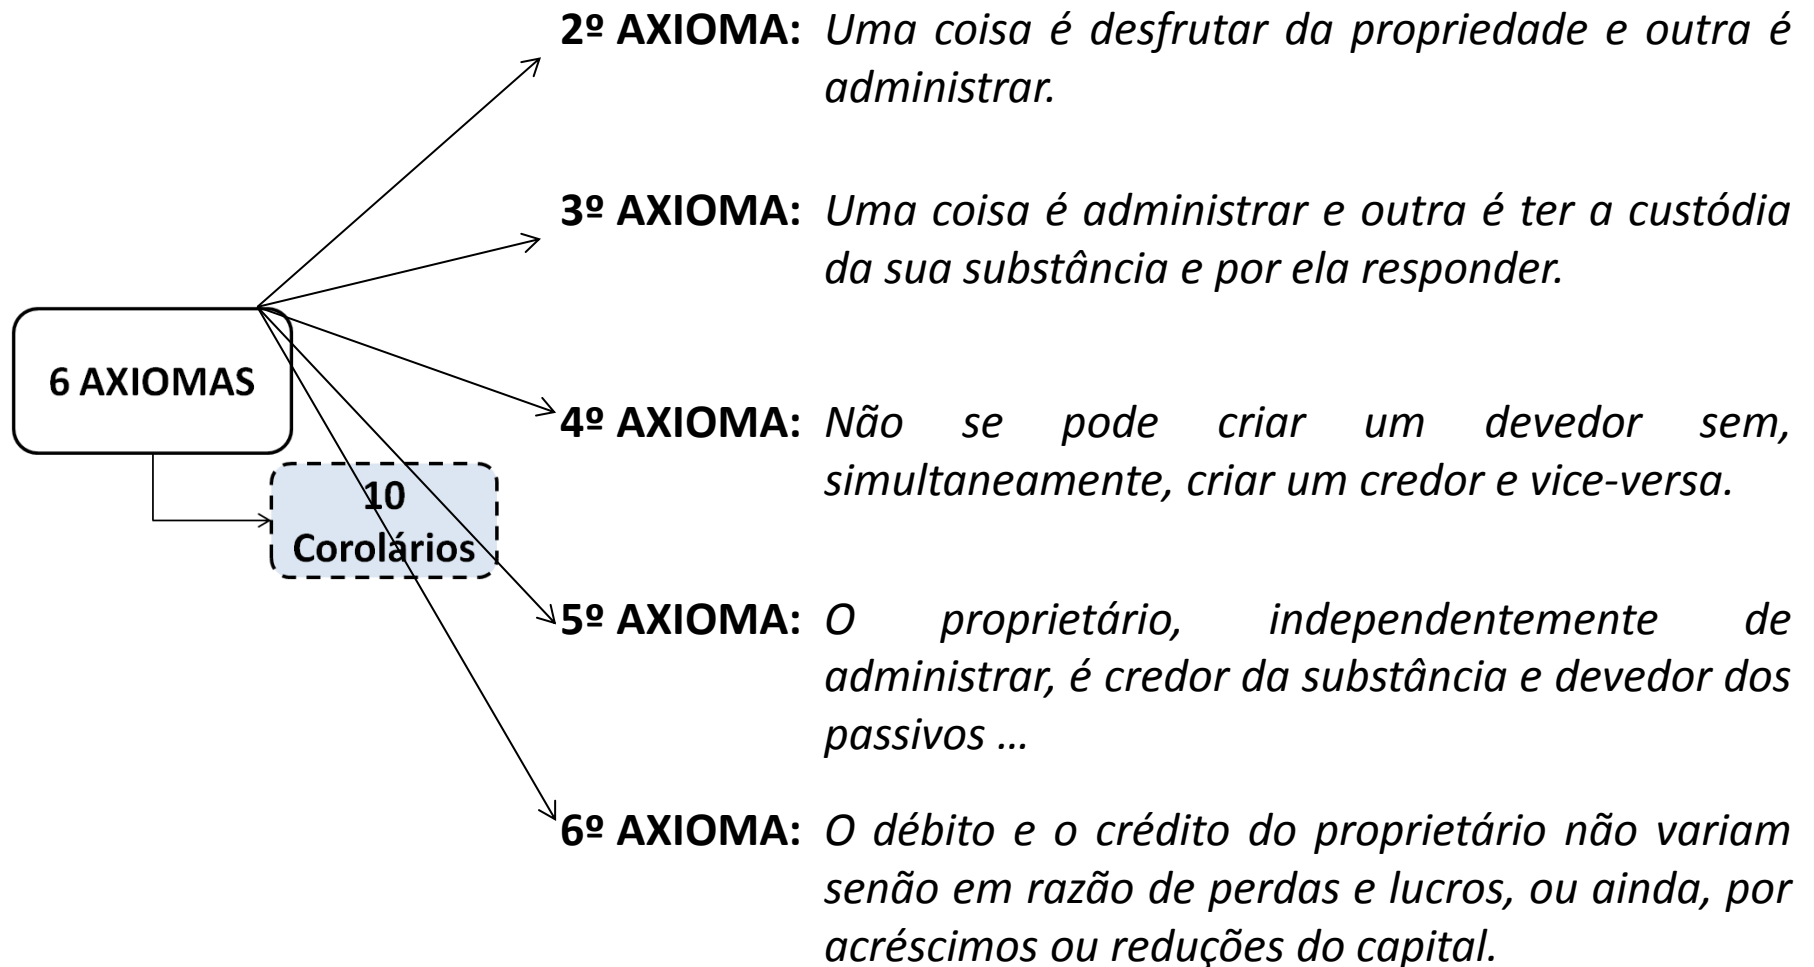 2º AXIOMA: Uma coisa é desfrutar da propriedade e outra é
administrar.
3º AXIOMA: Uma coisa é administrar e outra é ter a custódia
da sua substância e por ela responder.
6 AXIOMAS
4º AXIOMA: Não se pode criar um devedor sem,
simultaneamente, criar um credor e vice-versa.
10
Corolários
5º AXIOMA: O proprietário, independentemente de
administrar, é credor da substância e devedor dos
passivos …
6º AXIOMA: O débito e o crédito do proprietário não variam
senão em razão de perdas e lucros, ou ainda, por
acréscimos ou reduções do capital.